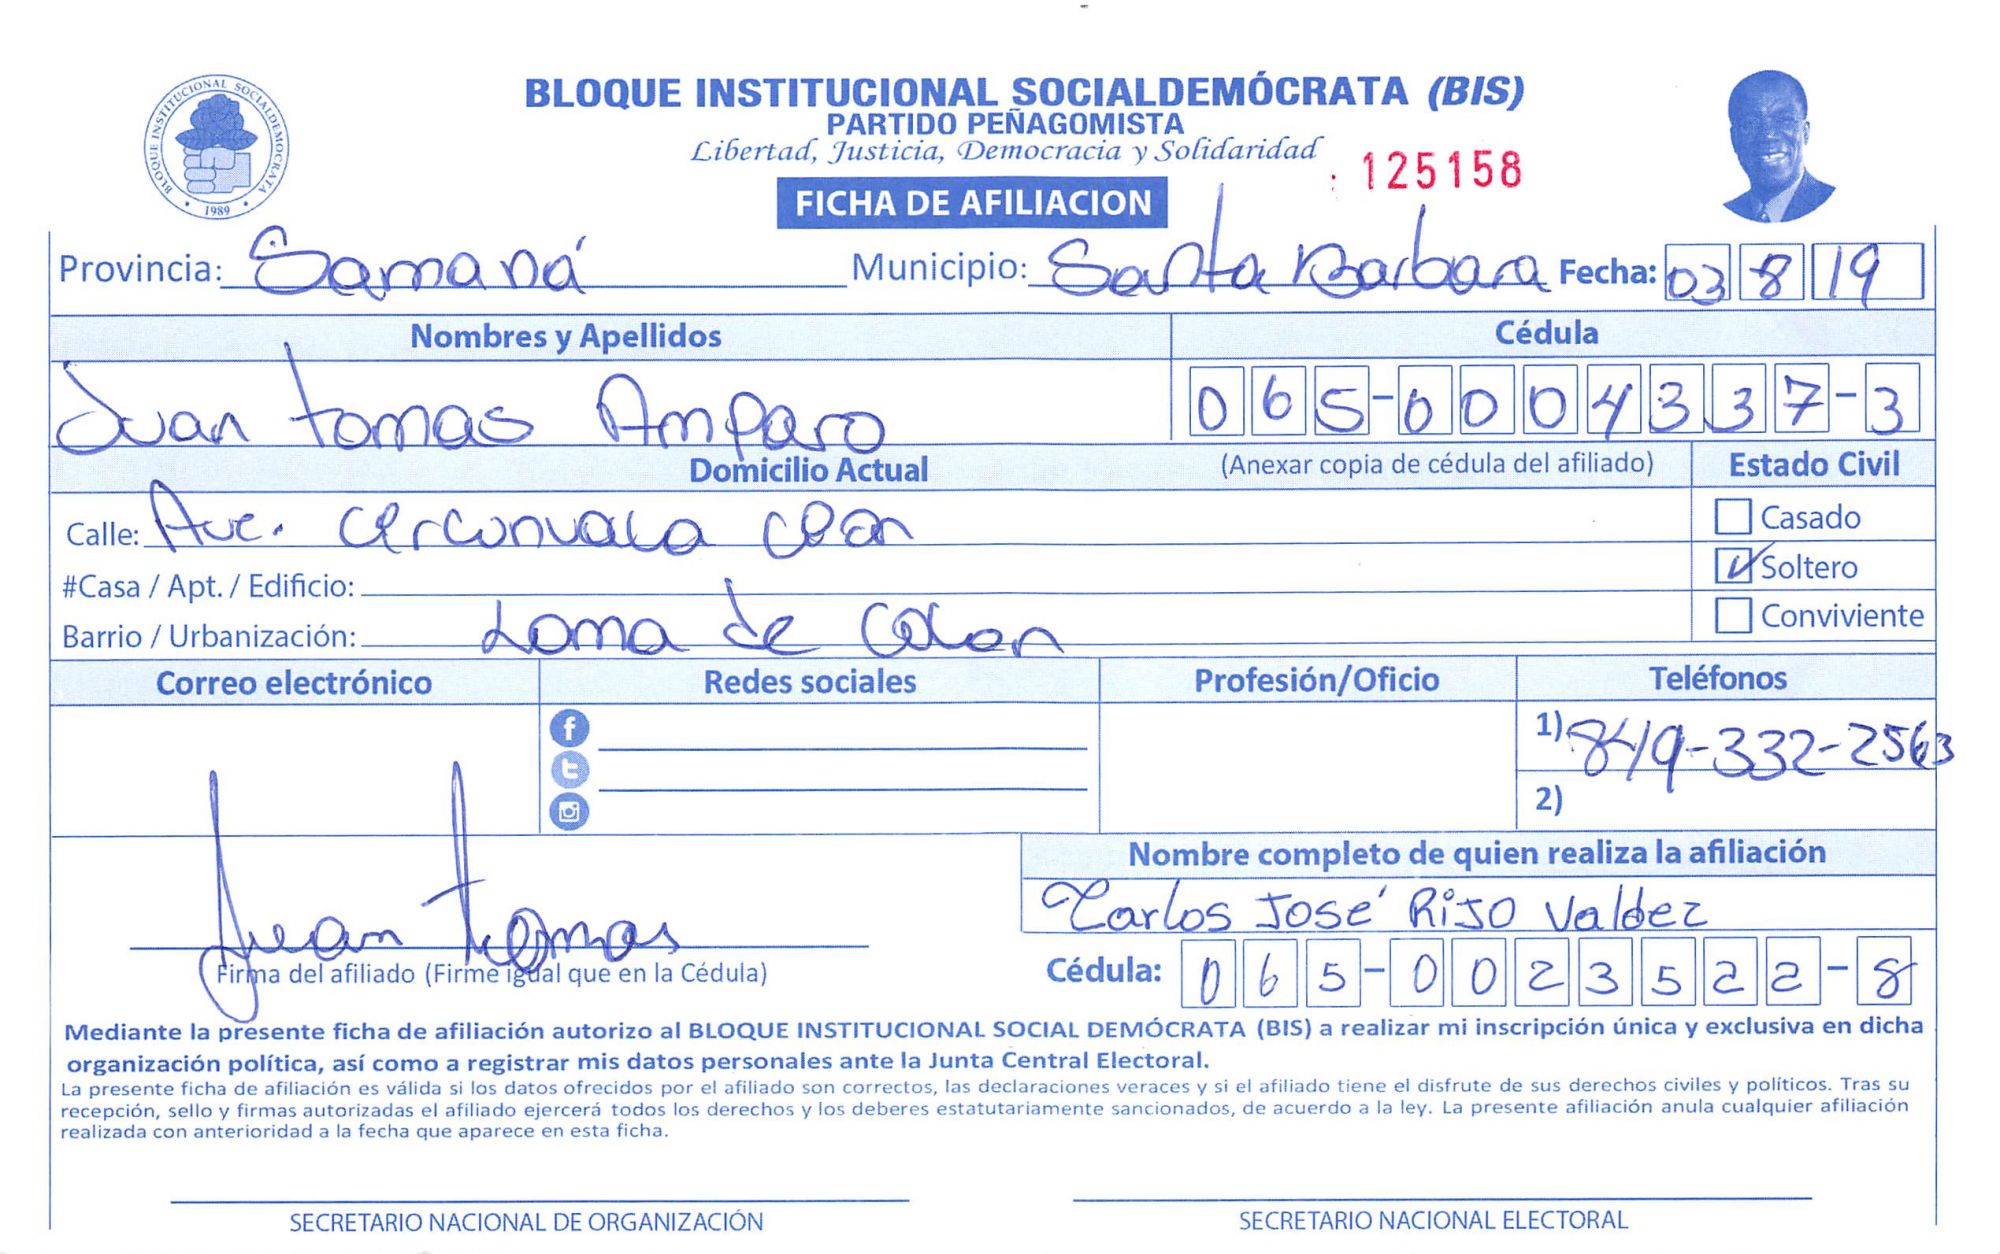 BLOQUE INSTITUCIONAL SOCIALDEMÓCRATA (BIS)
PARTIDO PEÑAGOMISTA
Libertad, Justicia, Democracia y Solidaridad
125158
BLOQUE INSTITUCIONAL SOCIALDEMOCRATA
1989
FICHA DE AFILIACION
Provincia: Samaná Municipio: Santa Barbara Fecha: 03 8 19
Nombres y Apellidos Cédula
Juan tomas Amparo 065-0004337-3
Domicilio Actual (Anexar copia de cédula del afiliado) Estado Civil
Calle: Ave. Circunvala cion Casado
#Casa / Apt. / Edificio: Soltero
Barrio / Urbanización: Loma de Colon Conviviente
Correo electrónico Redes sociales Profesión/Oficio Teléfonos
1) 849-332-2563
2)
Nombre completo de quien realiza la afiliación
Carlos José Rijo Valdez
Juan tomas
Firma del afiliado (Firme igual que en la Cédula) Cédula: 065-0023522-8
Mediante la presente ficha de afiliación autorizo al BLOQUE INSTITUCIONAL SOCIAL DEMÓCRATA (BIS) a realizar mi inscripción única y exclusiva en dicha
organización política, así como a registrar mis datos personales ante la Junta Central Electoral.
La presente ficha de afiliación es válida si los datos ofrecidos por el afiliado son correctos, las declaraciones veraces y si el afiliado tiene el disfrute de sus derechos civiles y políticos. Tras su
recepción, sello y firmas autorizadas el afiliado ejercerá todos los derechos y los deberes estatutariamente sancionados, de acuerdo a la ley. La presente afiliación anula cualquier afiliación
realizada con anterioridad a la fecha que aparece en esta ficha.
SECRETARIO NACIONAL DE ORGANIZACIÓN SECRETARIO NACIONAL ELECTORAL